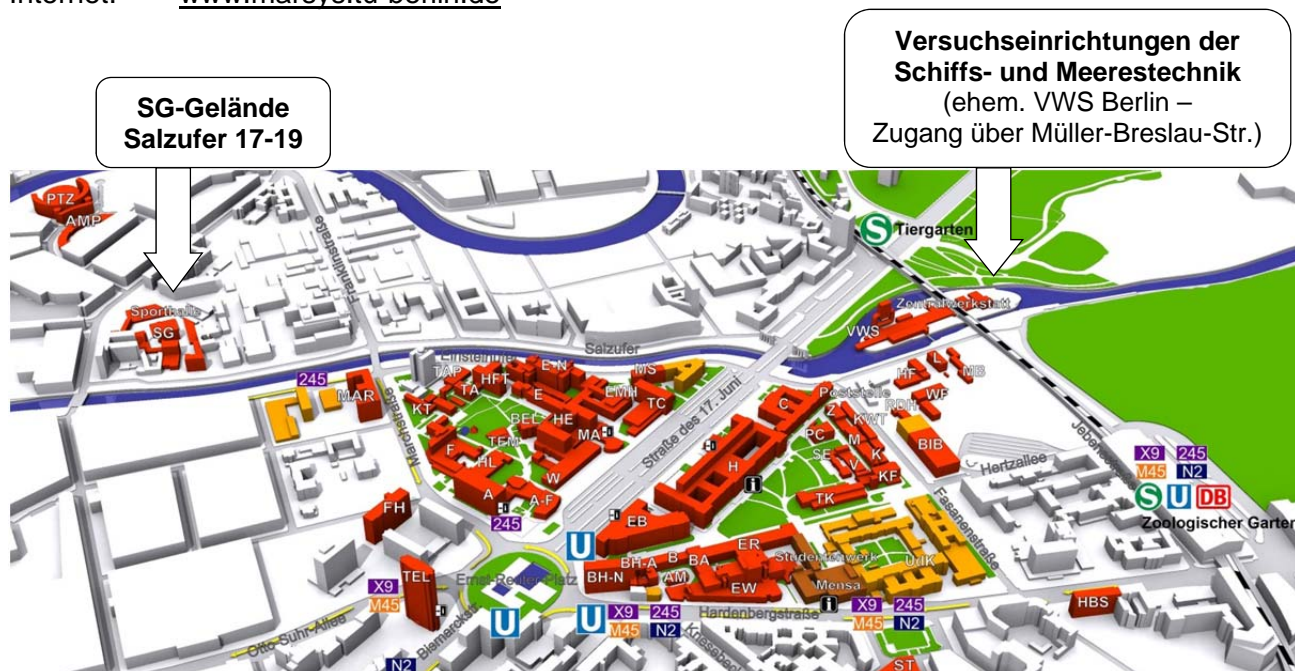 SG-Gelände
Salzufer 17-19
Versuchseinrichtungen der
Schiffs- und Meerestechnik
(ehem. VWS Berlin –
Zugang über Müller-Breslau-Str.)
PTZ
AMP
Sporthalle
SG
Franklinstraße
Salzufer
Straße des 17. Juni
S Tiergarten
Zentralwerkstatt
VWS
245
MAR
Marchstraße
TAP
TA
HFT
E-N
E
KT
BEL
HE
EMH
MS
TC
TEM
MA
F
HL
W
A
A-F
245
C
Z
Poststelle
KWT
PC
M
SE
V
K
KF
TK
H
i
HF
L
MB
WF
RDH
BIB
Hertzallee
Fasanenstraße
X9 245
M45 N2
S U DB
Zoologischer Garten
FH
TEL
X9
M45
EB
U
BH-N
BH-A
B
BA
AM
ER
EW
Studentenwerk
Mensa
UdK
i
Ernst-Reuter-Platz
U
U
X9 245
M45 N2
Hardenbergstraße
X9 245
M45 N2
HBS
Otto-Suhr-Allee
Bismarckstr.
N2
ST